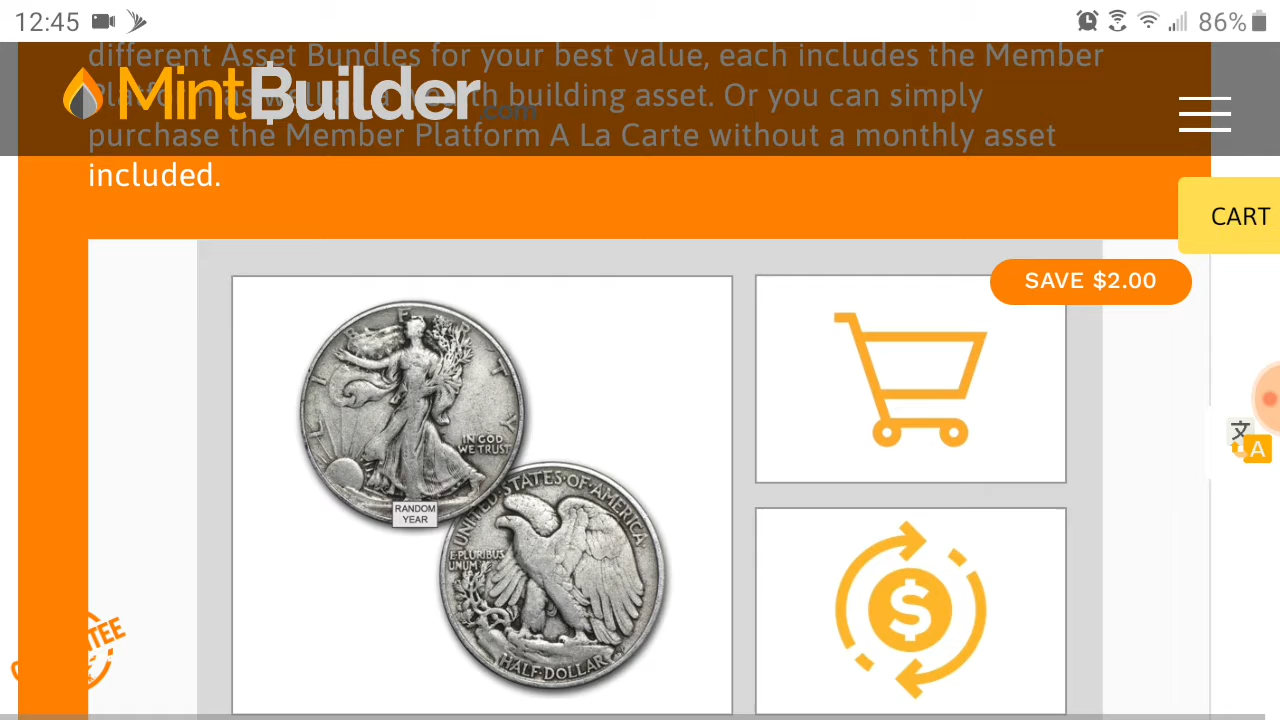 12:45
86%
different Asset Bundles for your best value, each includes the Member
MintBuilder.com
building asset. Or you can simply
purchase the Member Platform A La Carte without a monthly asset
included.
CART
SAVE $2.00
LIBERTY
IN GOD
WE TRUST
RANDOM
YEAR
UNITED·STATES·OF·AMERICA
E·PLURIBUS
UNUM
HALF·DOLLAR
$
文
A